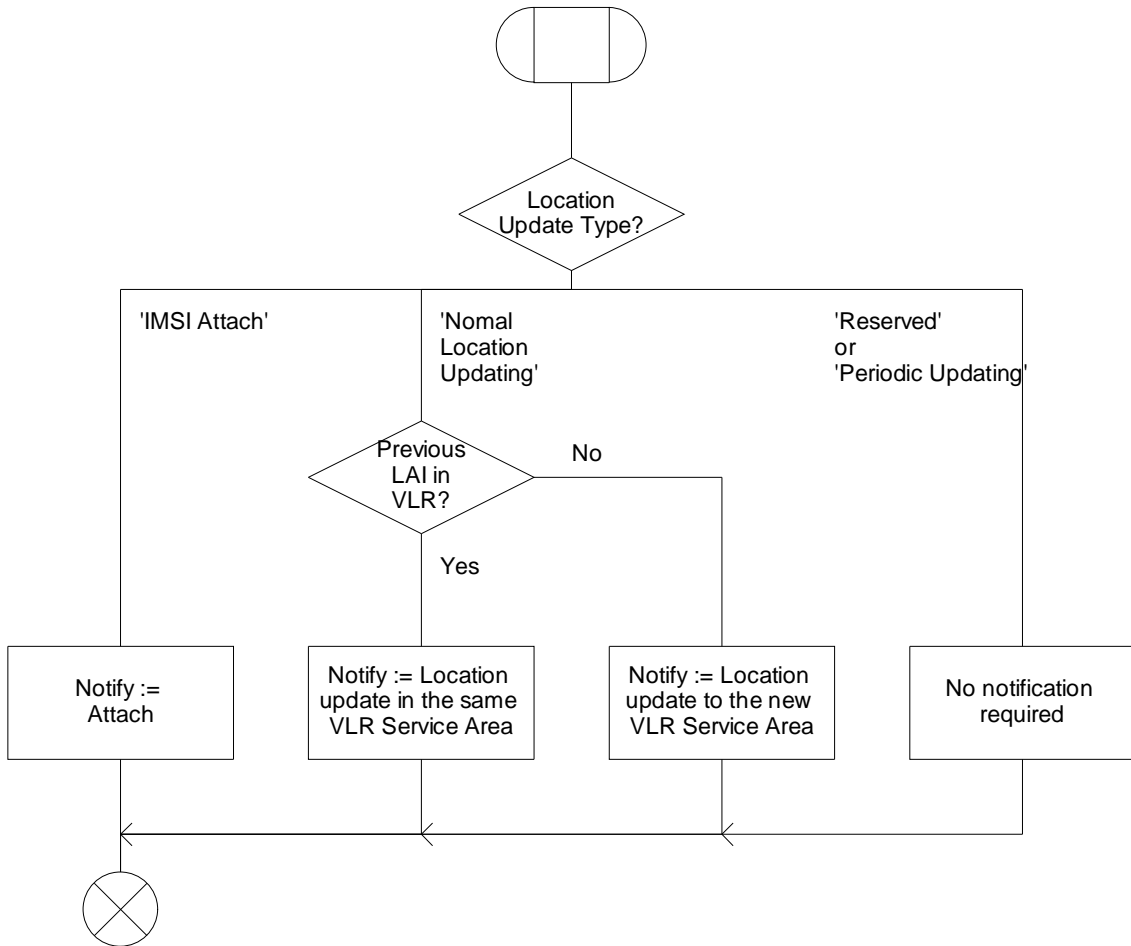 Location
Update Type?
'IMSI Attach'
'Nomal
Location
Updating'
'Reserved'
or
'Periodic Updating'
Previous
LAI in
VLR?
No
Yes
Notify :=
Attach
Notify := Location
update in the same
VLR Service Area
Notify := Location
update to the new
VLR Service Area
No notification
required